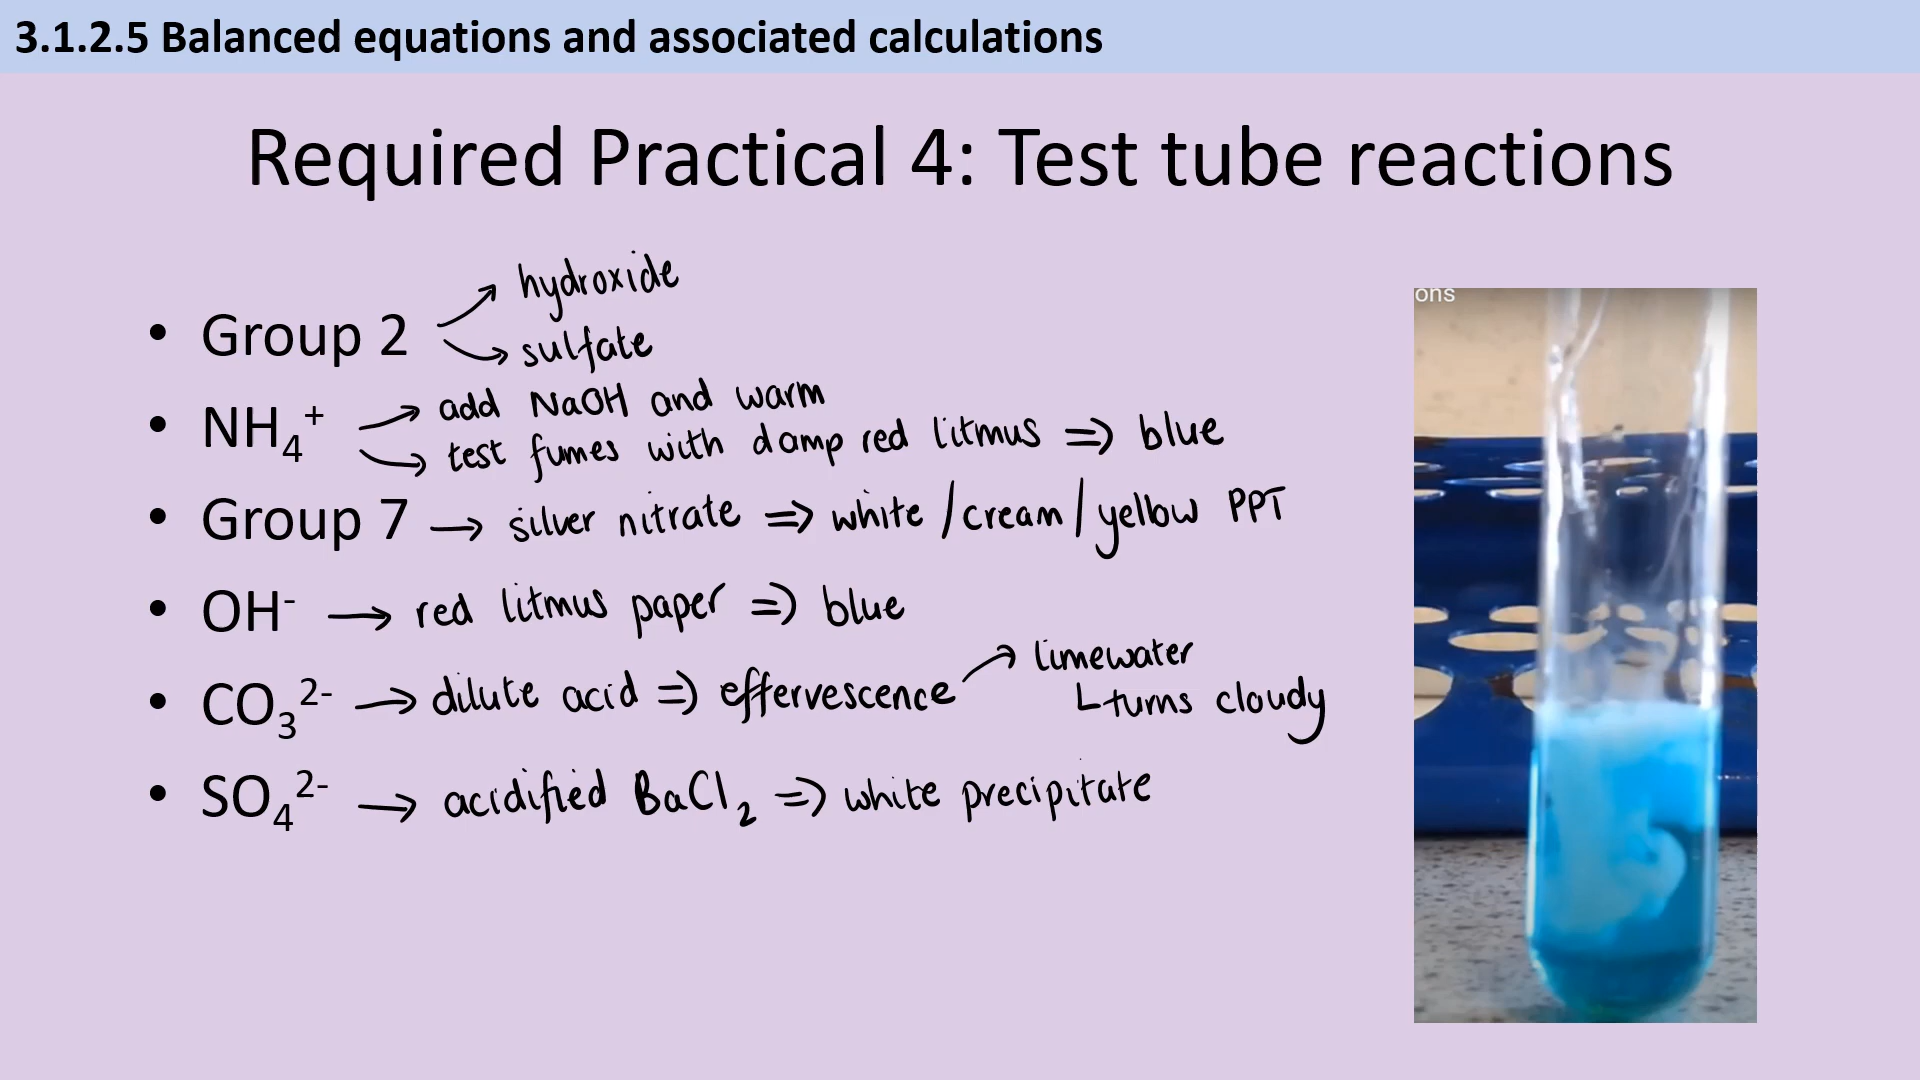 3.1.2.5 Balanced equations and associated calculations
Required Practical 4: Test tube reactions
• Group 2 → hydroxide
→ sulfate
• NH₄⁺ → add NaOH and warm
→ test fumes with damp red litmus => blue
• Group 7 → silver nitrate => white / cream / yellow PPT
• OH⁻ → red litmus paper => blue
• CO₃²⁻ → dilute acid => effervescence → limewater
turns cloudy
• SO₄²⁻ → acidified BaCl₂ => white precipitate
ons